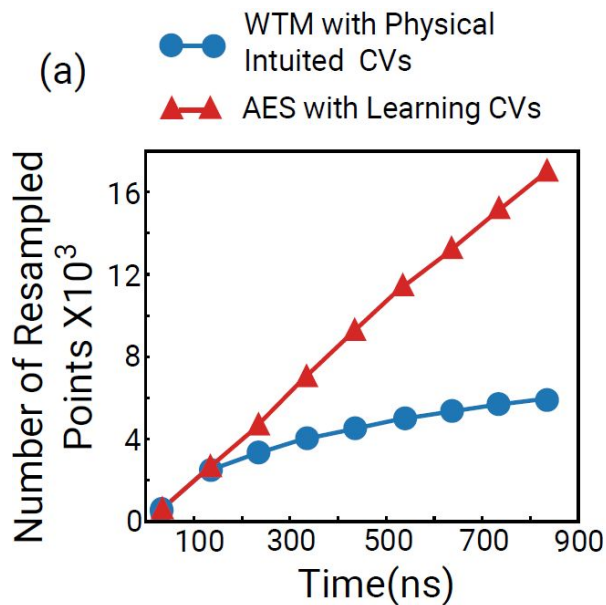 (a)
WTM with Physical
Intuited CVs
AES with Learning CVs
Number of Resampled
Points X10³
16
12
8
4
0
100 300 500 700 900
Time(ns)